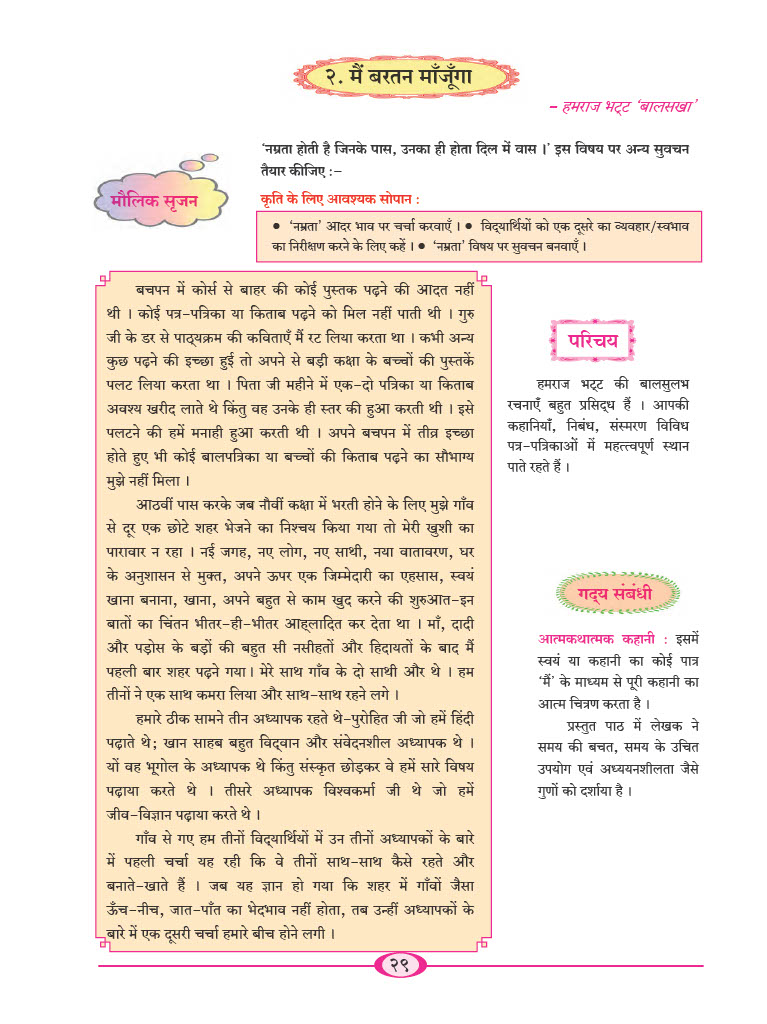 २. मैं बरतन माँजूँगा
– हमराज भट्‌ट ‘बालसखा’
‘नम्रता होती है जिनके पास, उनका ही होता दिल में वास ।’ इस विषय पर अन्य सुवचन
तैयार कीजिए :–
मौलिक सृजन
कृति के लिए आवश्यक सोपान :
● ‘नम्रता’ आदर भाव पर चर्चा करवाएँ । ● विद्‌यार्थियों को एक दूसरे का व्यवहार/स्वभाव
का निरीक्षण करने के लिए कहें । ● ‘नम्रता’ विषय पर सुवचन बनवाएँ ।
बचपन में कोर्स से बाहर की कोई पुस्तक पढ़ने की आदत नहीं
थी । कोई पत्र-पत्रिका या किताब पढ़ने को मिल नहीं पाती थी । गुरु
जी के डर से पाठ्‌यक्रम की कविताएँ मैं रट लिया करता था । कभी अन्य
कुछ पढ़ने की इच्छा हुई तो अपने से बड़ी कक्षा के बच्चों की पुस्तकें
पलट लिया करता था । पिता जी महीने में एक-दो पत्रिका या किताब
अवश्य खरीद लाते थे किंतु वह उनके ही स्तर की हुआ करती थी । इसे
पलटने की हमें मनाही हुआ करती थी । अपने बचपन में तीव्र इच्छा
होते हुए भी कोई बालपत्रिका या बच्चों की किताब पढ़ने का सौभाग्य
मुझे नहीं मिला ।
आठवीं पास करके जब नौवीं कक्षा में भरती होने के लिए मुझे गाँव
से दूर एक छोटे शहर भेजने का निश्चय किया गया तो मेरी खुशी का
पारावार न रहा । नई जगह, नए लोग, नए साथी, नया वातावरण, घर
के अनुशासन से मुक्त, अपने ऊपर एक जिम्मेदारी का एहसास, स्वयं
खाना बनाना, खाना, अपने बहुत से काम खुद करने की शुरुआत-इन
बातों का चिंतन भीतर-ही-भीतर आह्‌लादित कर देता था । माँ, दादी
और पड़ोस के बड़ों की बहुत सी नसीहतों और हिदायतों के बाद मैं
पहली बार शहर पढ़ने गया। मेरे साथ गाँव के दो साथी और थे । हम
तीनों ने एक साथ कमरा लिया और साथ-साथ रहने लगे ।
हमारे ठीक सामने तीन अध्यापक रहते थे-पुरोहित जी जो हमें हिंदी
पढ़ाते थे; खान साहब बहुत विद्‌वान और संवेदनशील अध्यापक थे ।
यों वह भूगोल के अध्यापक थे किंतु संस्कृत छोड़कर वे हमें सारे विषय
पढ़ाया करते थे । तीसरे अध्यापक विश्वकर्मा जी थे जो हमें
जीव-विज्ञान पढ़ाया करते थे ।
गाँव से गए हम तीनों विद्‌यार्थियों में उन तीनों अध्यापकों के बारे
में पहली चर्चा यह रही कि वे तीनों साथ-साथ कैसे रहते और
बनाते-खाते हैं । जब यह ज्ञान हो गया कि शहर में गाँवों जैसा
ऊँच-नीच, जात-पाँत का भेदभाव नहीं होता, तब उन्हीं अध्यापकों के
बारे में एक दूसरी चर्चा हमारे बीच होने लगी ।
परिचय
हमराज भट्‌ट की बालसुलभ
रचनाएँ बहुत प्रसिद्‌ध हैं । आपकी
कहानियाँ, निबंध, संस्मरण विविध
पत्र-पत्रिकाओं में महत्त्वपूर्ण स्थान
पाते रहते हैं ।
गद्‌य संबंधी
आत्मकथात्मक कहानी : इसमें
स्वयं या कहानी का कोई पात्र
‘मैं’ के माध्यम से पूरी कहानी का
आत्म चित्रण करता है ।
प्रस्तुत पाठ में लेखक ने
समय की बचत, समय के उचित
उपयोग एवं अध्ययनशीलता जैसे
गुणों को दर्शाया है ।
२९